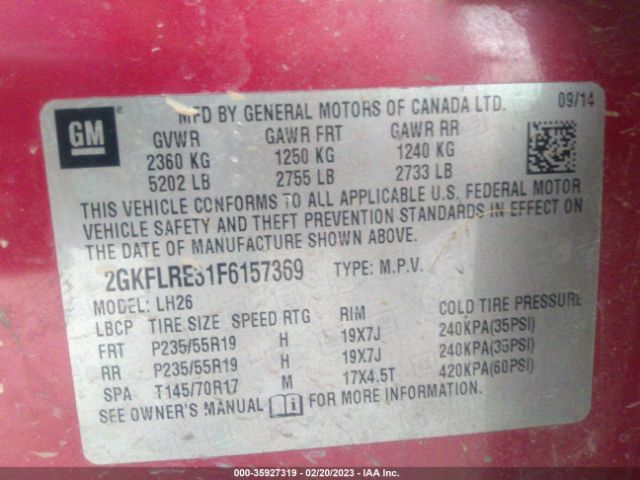 GM
MFD BY GENERAL MOTORS OF CANADA LTD. 09/14
GVWR GAWR FRT GAWR RR
2360 KG 1250 KG 1240 KG
5202 LB 2755 LB 2733 LB
THIS VEHICLE CONFORMS TO ALL APPLICABLE U.S. FEDERAL MOTOR
VEHICLE SAFETY AND THEFT PREVENTION STANDARDS IN EFFECT ON
THE DATE OF MANUFACTURE SHOWN ABOVE.
2GKFLRE31F6157369 TYPE: M.P.V.
MODEL: LH26
LBCP TIRE SIZE SPEED RTG RIM COLD TIRE PRESSURE
FRT P235/55R19 H 19X7J 240KPA(35PSI)
RR P235/55R19 H 19X7J 240KPA(35PSI)
SPA T145/70R17 M 17X4.5T 420KPA(60PSI)
SEE OWNER'S MANUAL FOR MORE INFORMATION.
000-35927319 - 02/20/2023 - IAAI.COM